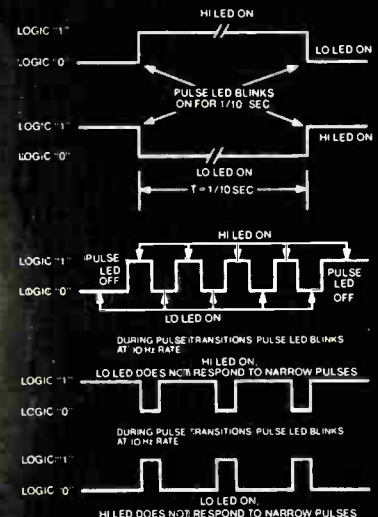 HI LED ON
LOGIC "1"
LO LED ON
LOGIC "0"
PULSE LED BLINKS
ON FOR 1/10 SEC
LOGIC "1"
HI LED ON
LOGIC "0"
LO LED ON
T = 1/10 SEC
HI LED ON
LOGIC "1" PULSE LED OFF
PULSE LED OFF
LOGIC "0"
LO LED ON
DURING PULSE TRANSITIONS PULSE LED BLINKS
AT 10 Hz RATE
HI LED ON,
LO LED DOES NOT RESPOND TO NARROW PULSES
LOGIC "1"
LOGIC "0"
DURING PULSE TRANSITIONS PULSE LED BLINKS
AT 10 Hz RATE
LOGIC "1"
LOGIC "0"
LO LED ON,
HI LED DOES NOT RESPOND TO NARROW PULSES